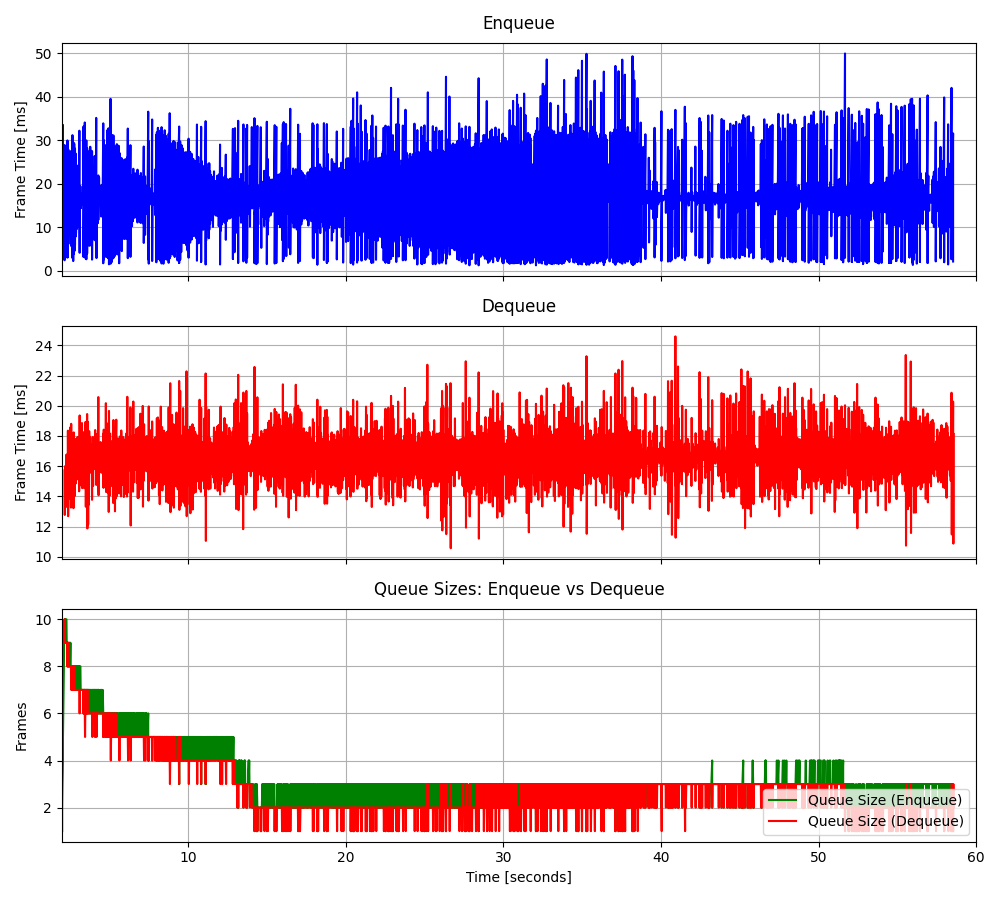 Enqueue
Frame Time [ms]
50
40
30
20
10
0
Dequeue
Frame Time [ms]
24
22
20
18
16
14
12
10
Queue Sizes: Enqueue vs Dequeue
Frames
10
8
6
4
2
Queue Size (Enqueue)
Queue Size (Dequeue)
10 20 30 40 50 60
Time [seconds]